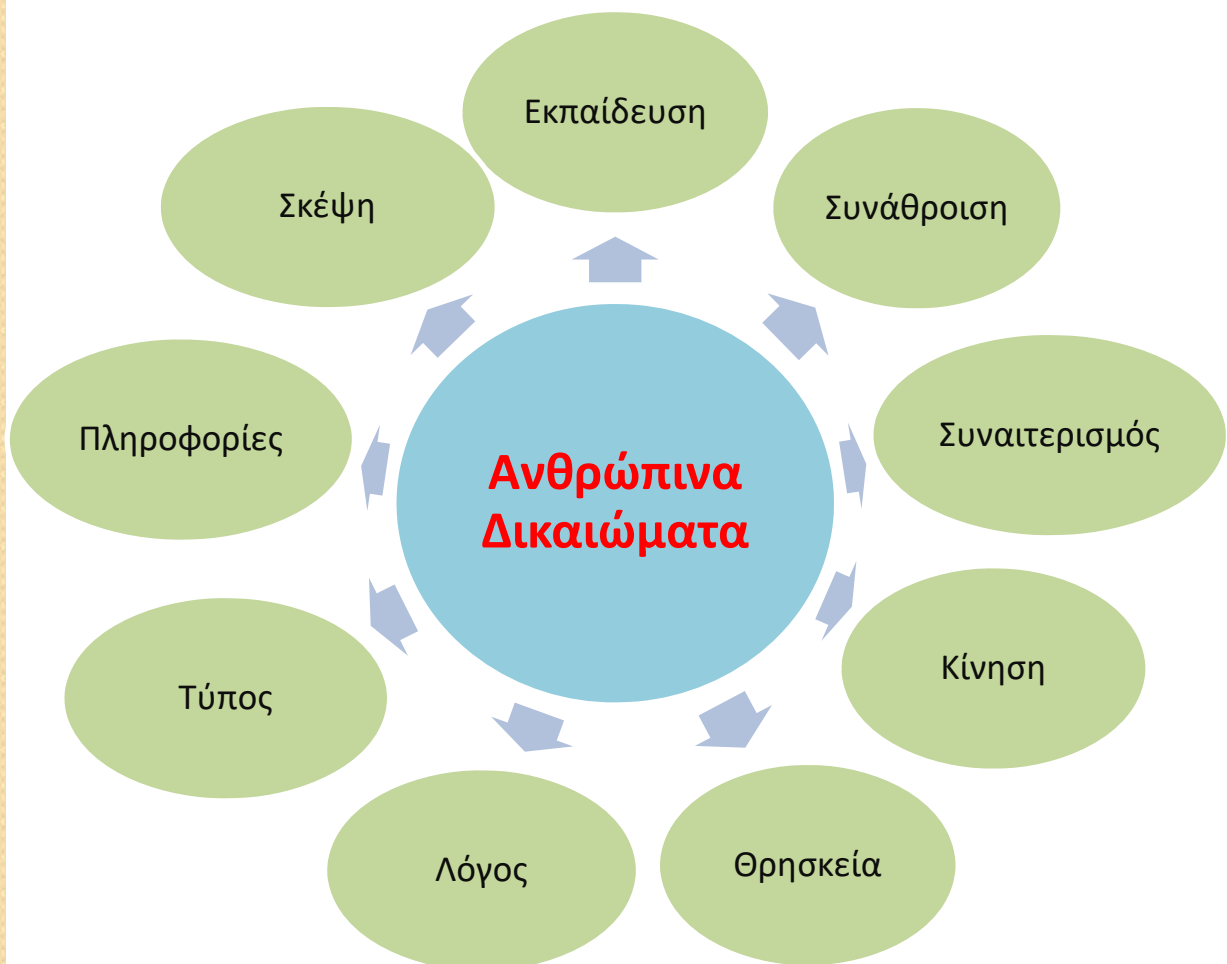 Εκπαίδευση
Συνάθροιση
Συναιτερισμός
Κίνηση
Θρησκεία
Λόγος
Τύπος
Πληροφορίες
Σκέψη
Ανθρώπινα
Δικαιώματα